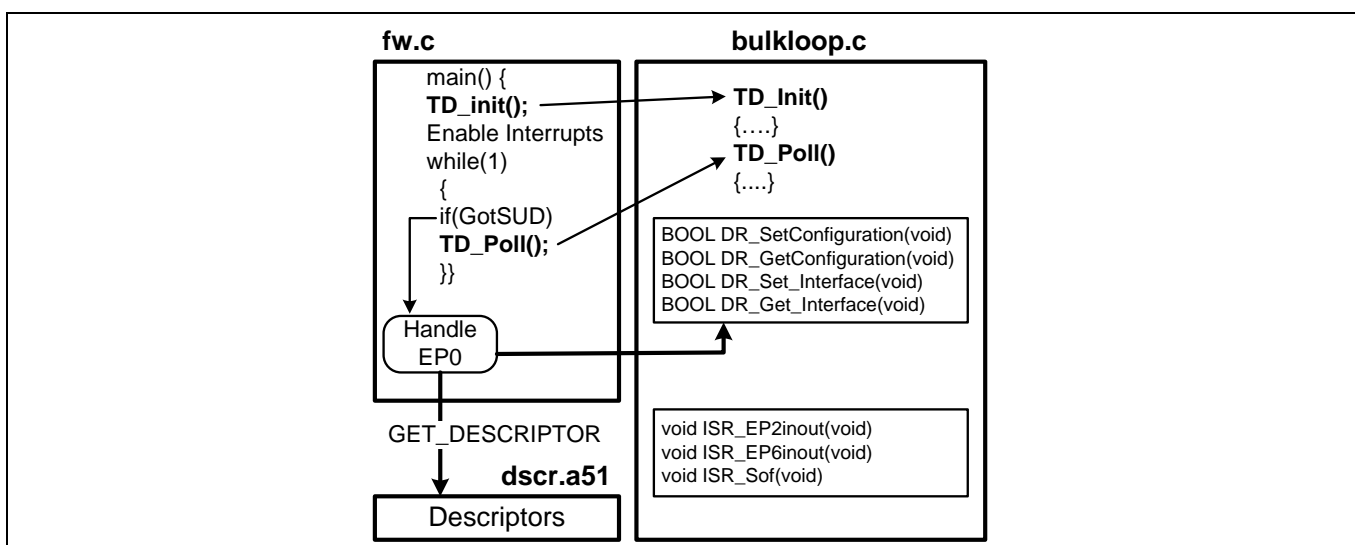 fw.c
main() {
TD_init();
Enable Interrupts
while(1)
{
if(GotSUD)
TD_Poll();
}}
Handle
EP0
GET_DESCRIPTOR
dscr.a51
Descriptors
bulkloop.c
TD_Init()
{….}
TD_Poll()
{....}
BOOL DR_SetConfiguration(void)
BOOL DR_GetConfiguration(void)
BOOL DR_Set_Interface(void)
BOOL DR_Get_Interface(void)
void ISR_EP2inout(void)
void ISR_EP6inout(void)
void ISR_Sof(void)